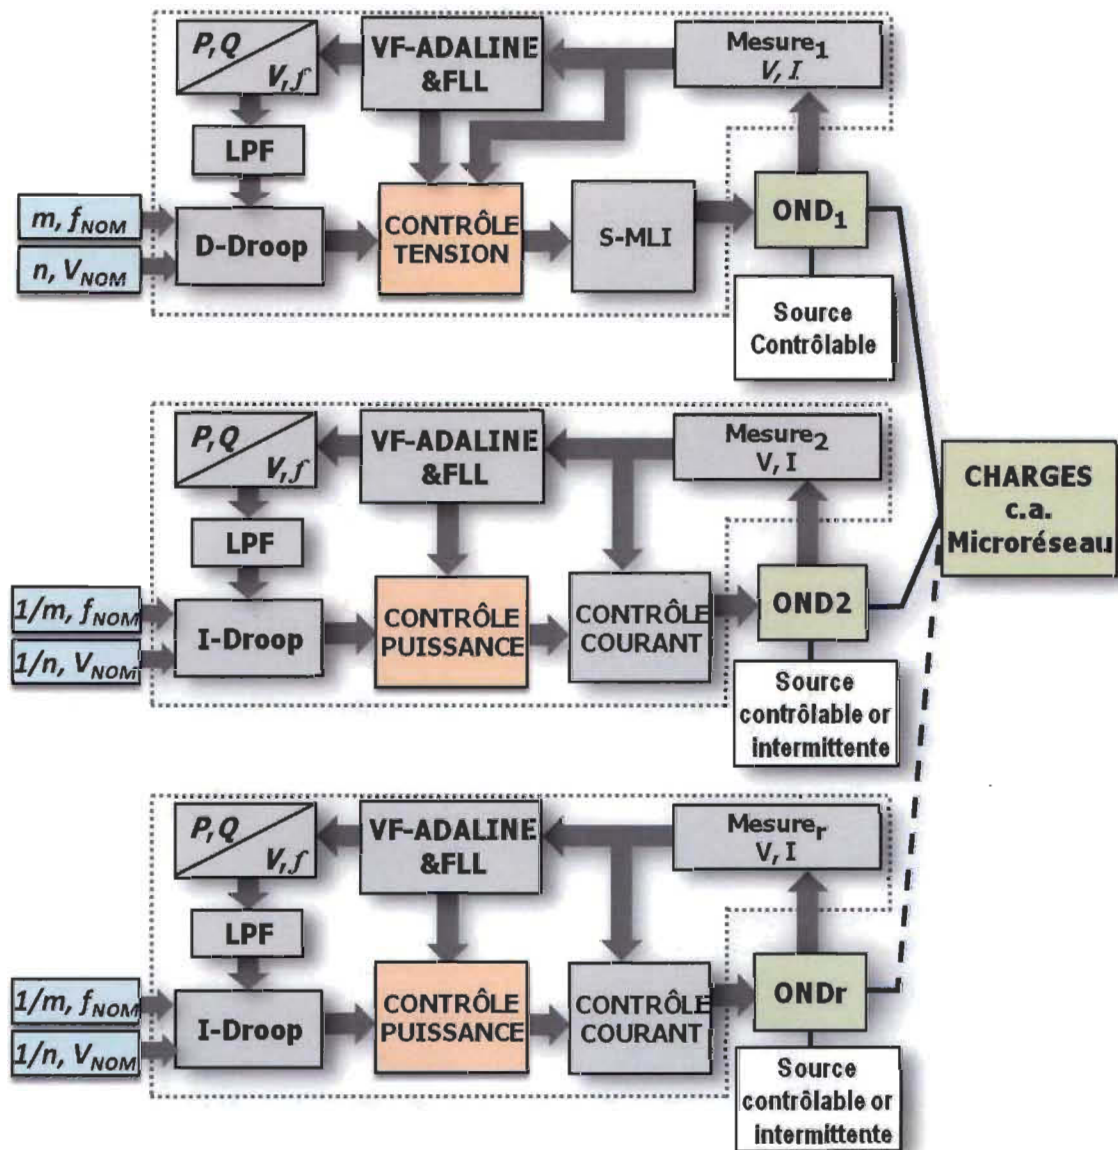 P,Q
V,f
VF-ADALINE
&FLL
Mesure1
V, I
LPF
m, fNOM
n, VNOM
D-Droop
CONTRÔLE
TENSION
S-MLI
OND1
Source
Contrôlable
P,Q
V,f
VF-ADALINE
&FLL
Mesure2
V, I
LPF
1/m, fNOM
1/n, VNOM
I-Droop
CONTRÔLE
PUISSANCE
CONTRÔLE
COURANT
OND2
Source
contrôlable or
intermittente
CHARGES
c.a.
Microréseau
P,Q
V,f
VF-ADALINE
&FLL
Mesurer
V, I
LPF
1/m, fNOM
1/n, VNOM
I-Droop
CONTRÔLE
PUISSANCE
CONTRÔLE
COURANT
ONDr
Source
contrôlable or
intermittente